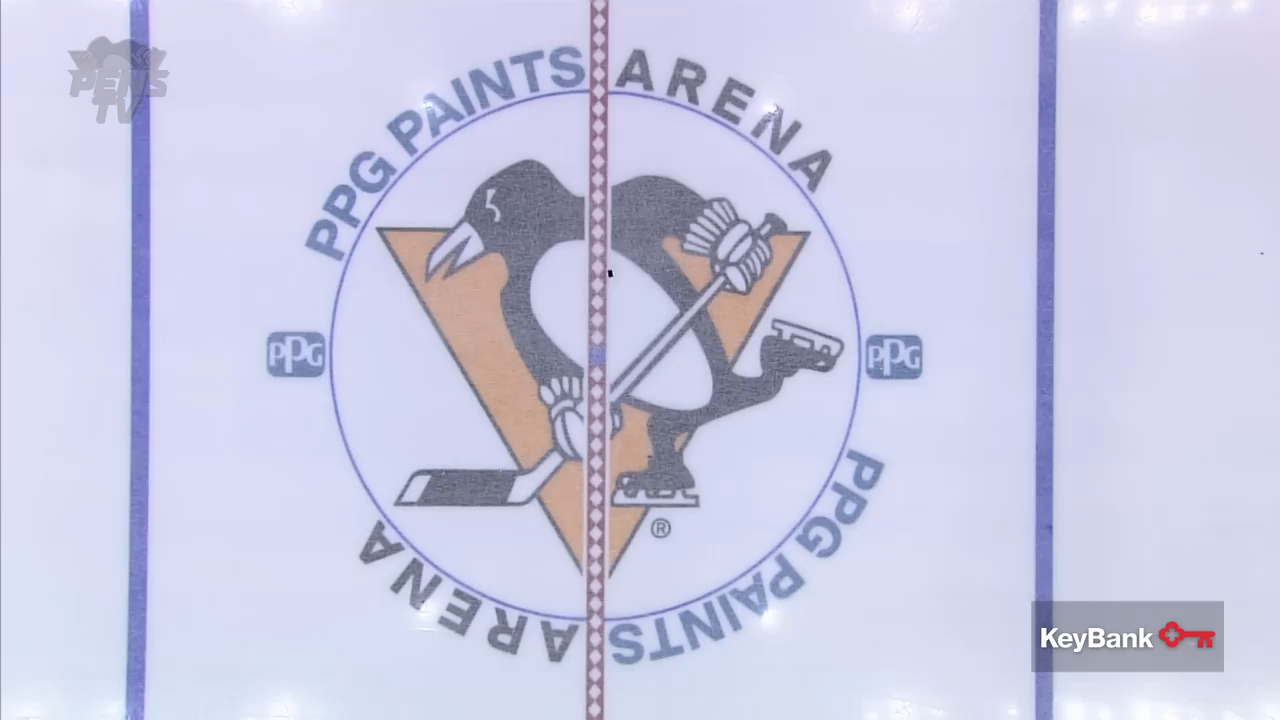 PENS
TV
PPG PAINTS ARENA
PPG
PPG
PPG PAINTS ARENA
®
KeyBank